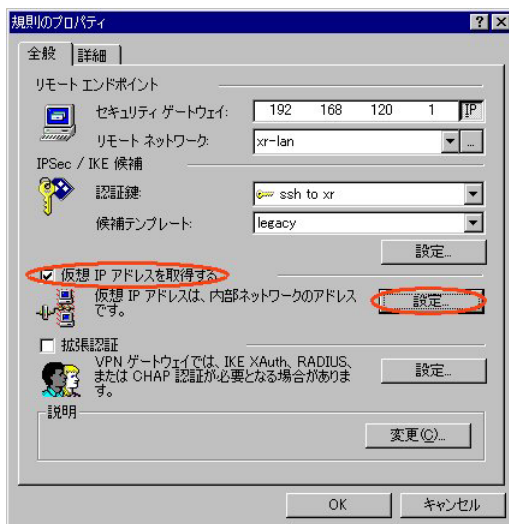 規則のプロパティ
全般 詳細
リモート エンドポイント
セキュリティ ゲートウェイ: 192 168 120 1 IP
リモート ネットワーク: xr-lan ...
IPSec / IKE 候補
認証鍵: ssh to xr
候補テンプレート: legacy
設定...
仮想 IP アドレスを取得する
仮想 IP アドレスは、内部ネットワークのアドレス
です。
設定...
拡張認証
VPN ゲートウェイでは、IKE XAuth、RADIUS、
または CHAP 認証が必要となる場合がありま
す。
設定...
説明
変更(C)...
OK キャンセル